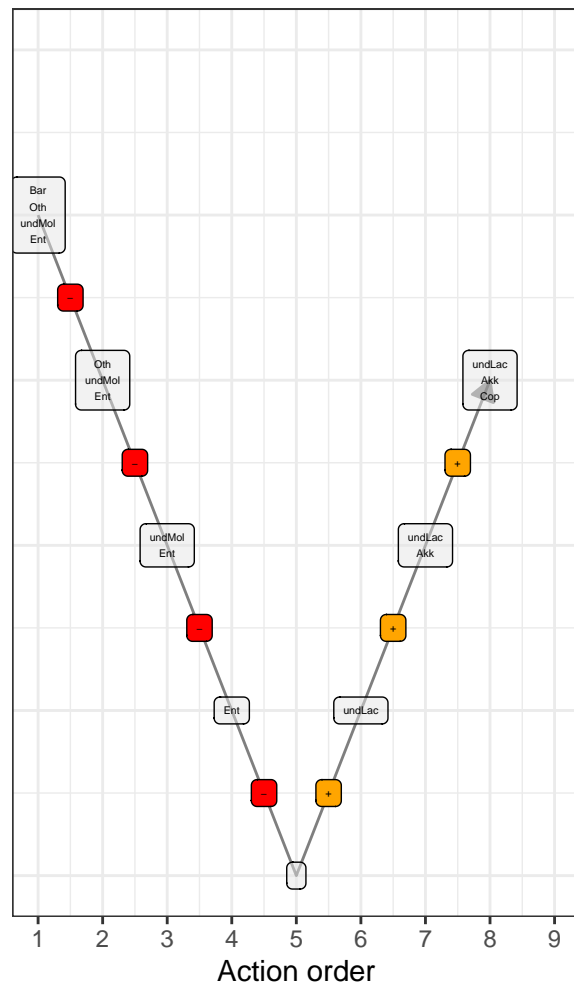 Bar
Oth
undMol
Ent
–
Oth
undMol
Ent
undLac
Akk
Cop
–
+
undMol
Ent
undLac
Akk
–
+
Ent
undLac
–
+
1 2 3 4 5 6 7 8 9
Action order